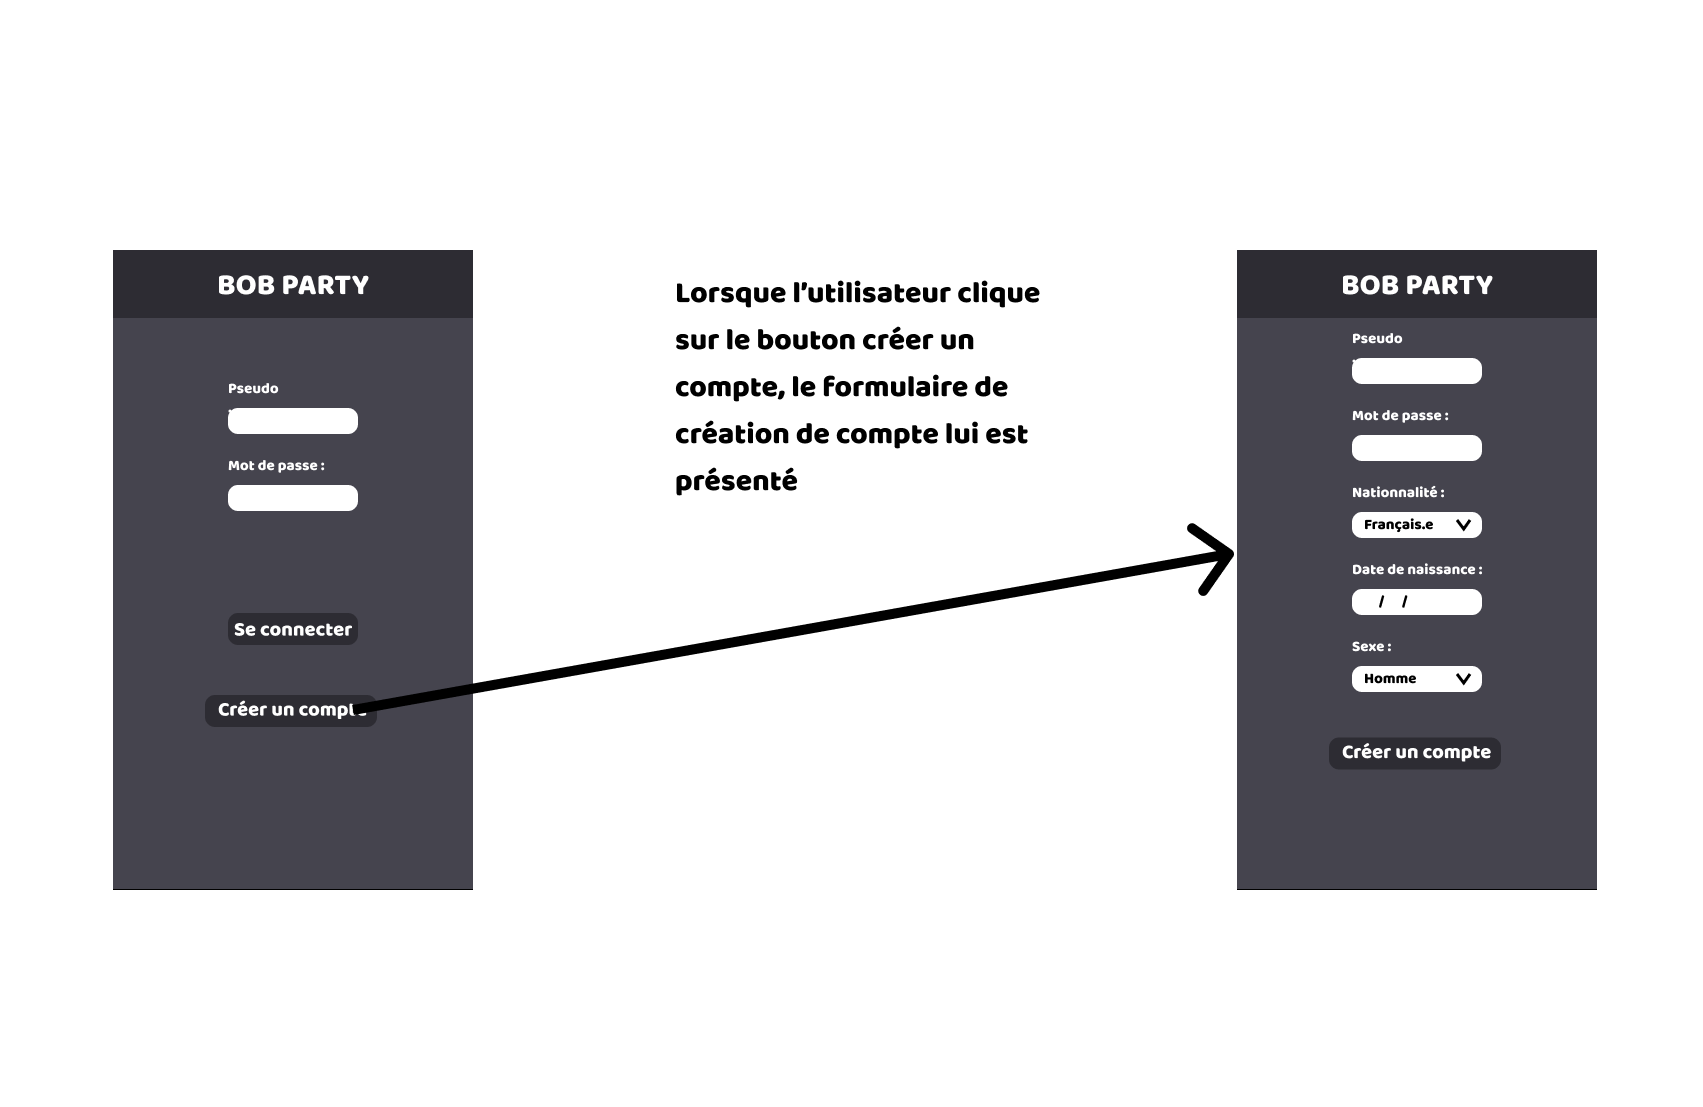 BOB PARTY
Pseudo
Mot de passe :
Se connecter
Créer un compte
Lorsque l'utilisateur clique
sur le bouton créer un
compte, le formulaire de
création de compte lui est
présenté
BOB PARTY
Pseudo
Mot de passe :
Nationnalité :
Français.e
Date de naissance :
/ /
Sexe :
Homme
Créer un compte